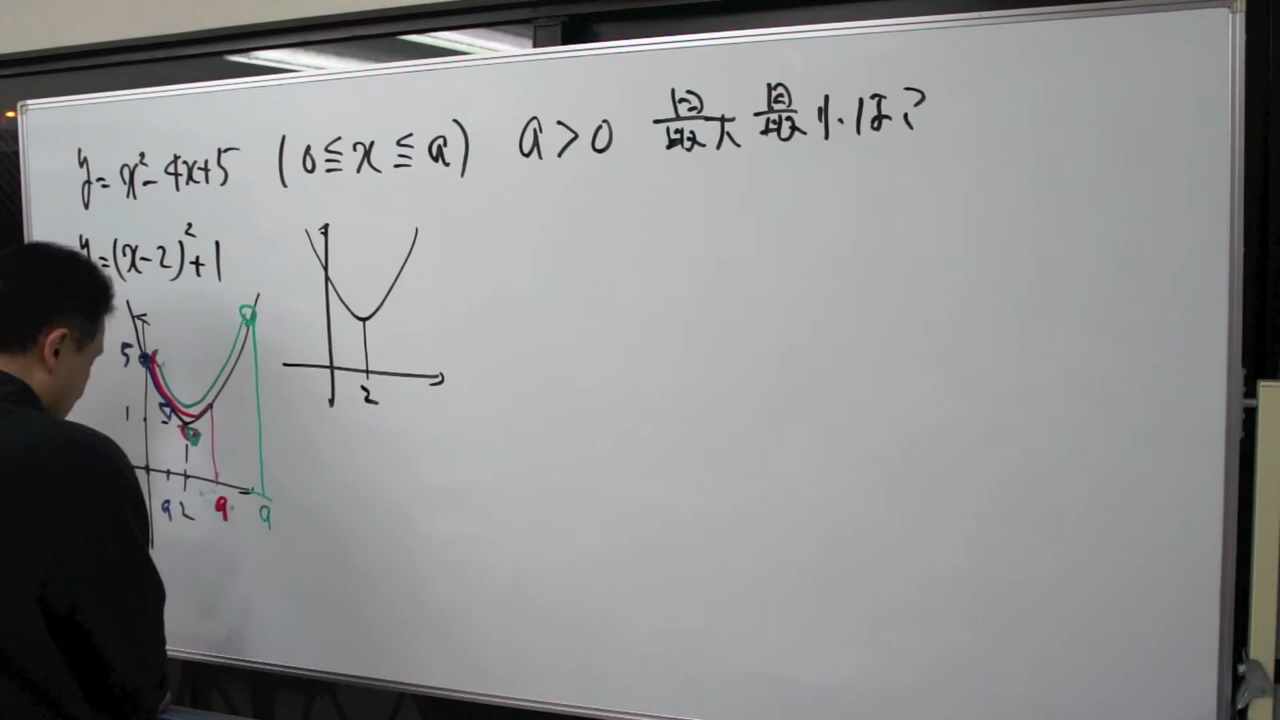 y=x²-4x+5 (0≦x≦a) a>0 最大 最小は?
y=(x-2)²+1
5
1
2
a 2 a a